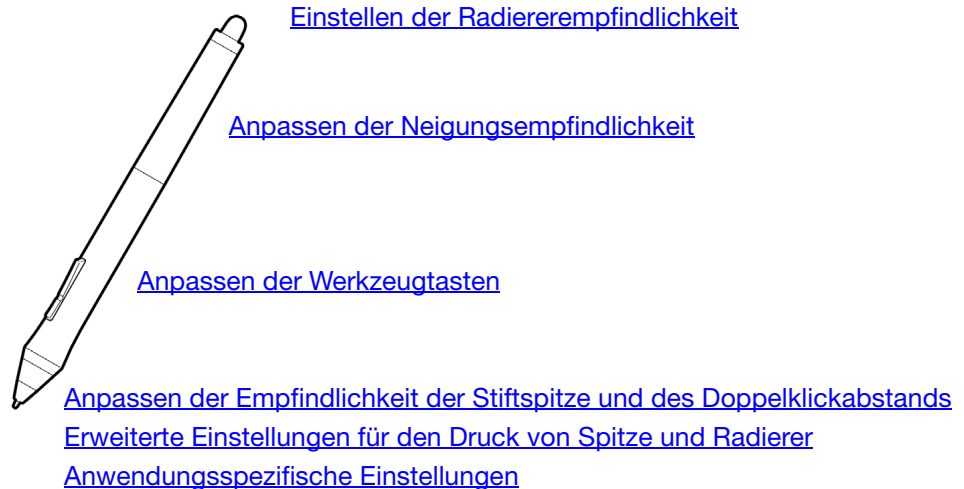 Einstellen der Radierererempfindlichkeit
Anpassen der Neigungsempfindlichkeit
Anpassen der Werkzeugtasten
Anpassen der Empfindlichkeit der Stiftspitze und des Doppelklickabstands
Erweiterte Einstellungen für den Druck von Spitze und Radierer
Anwendungsspezifische Einstellungen